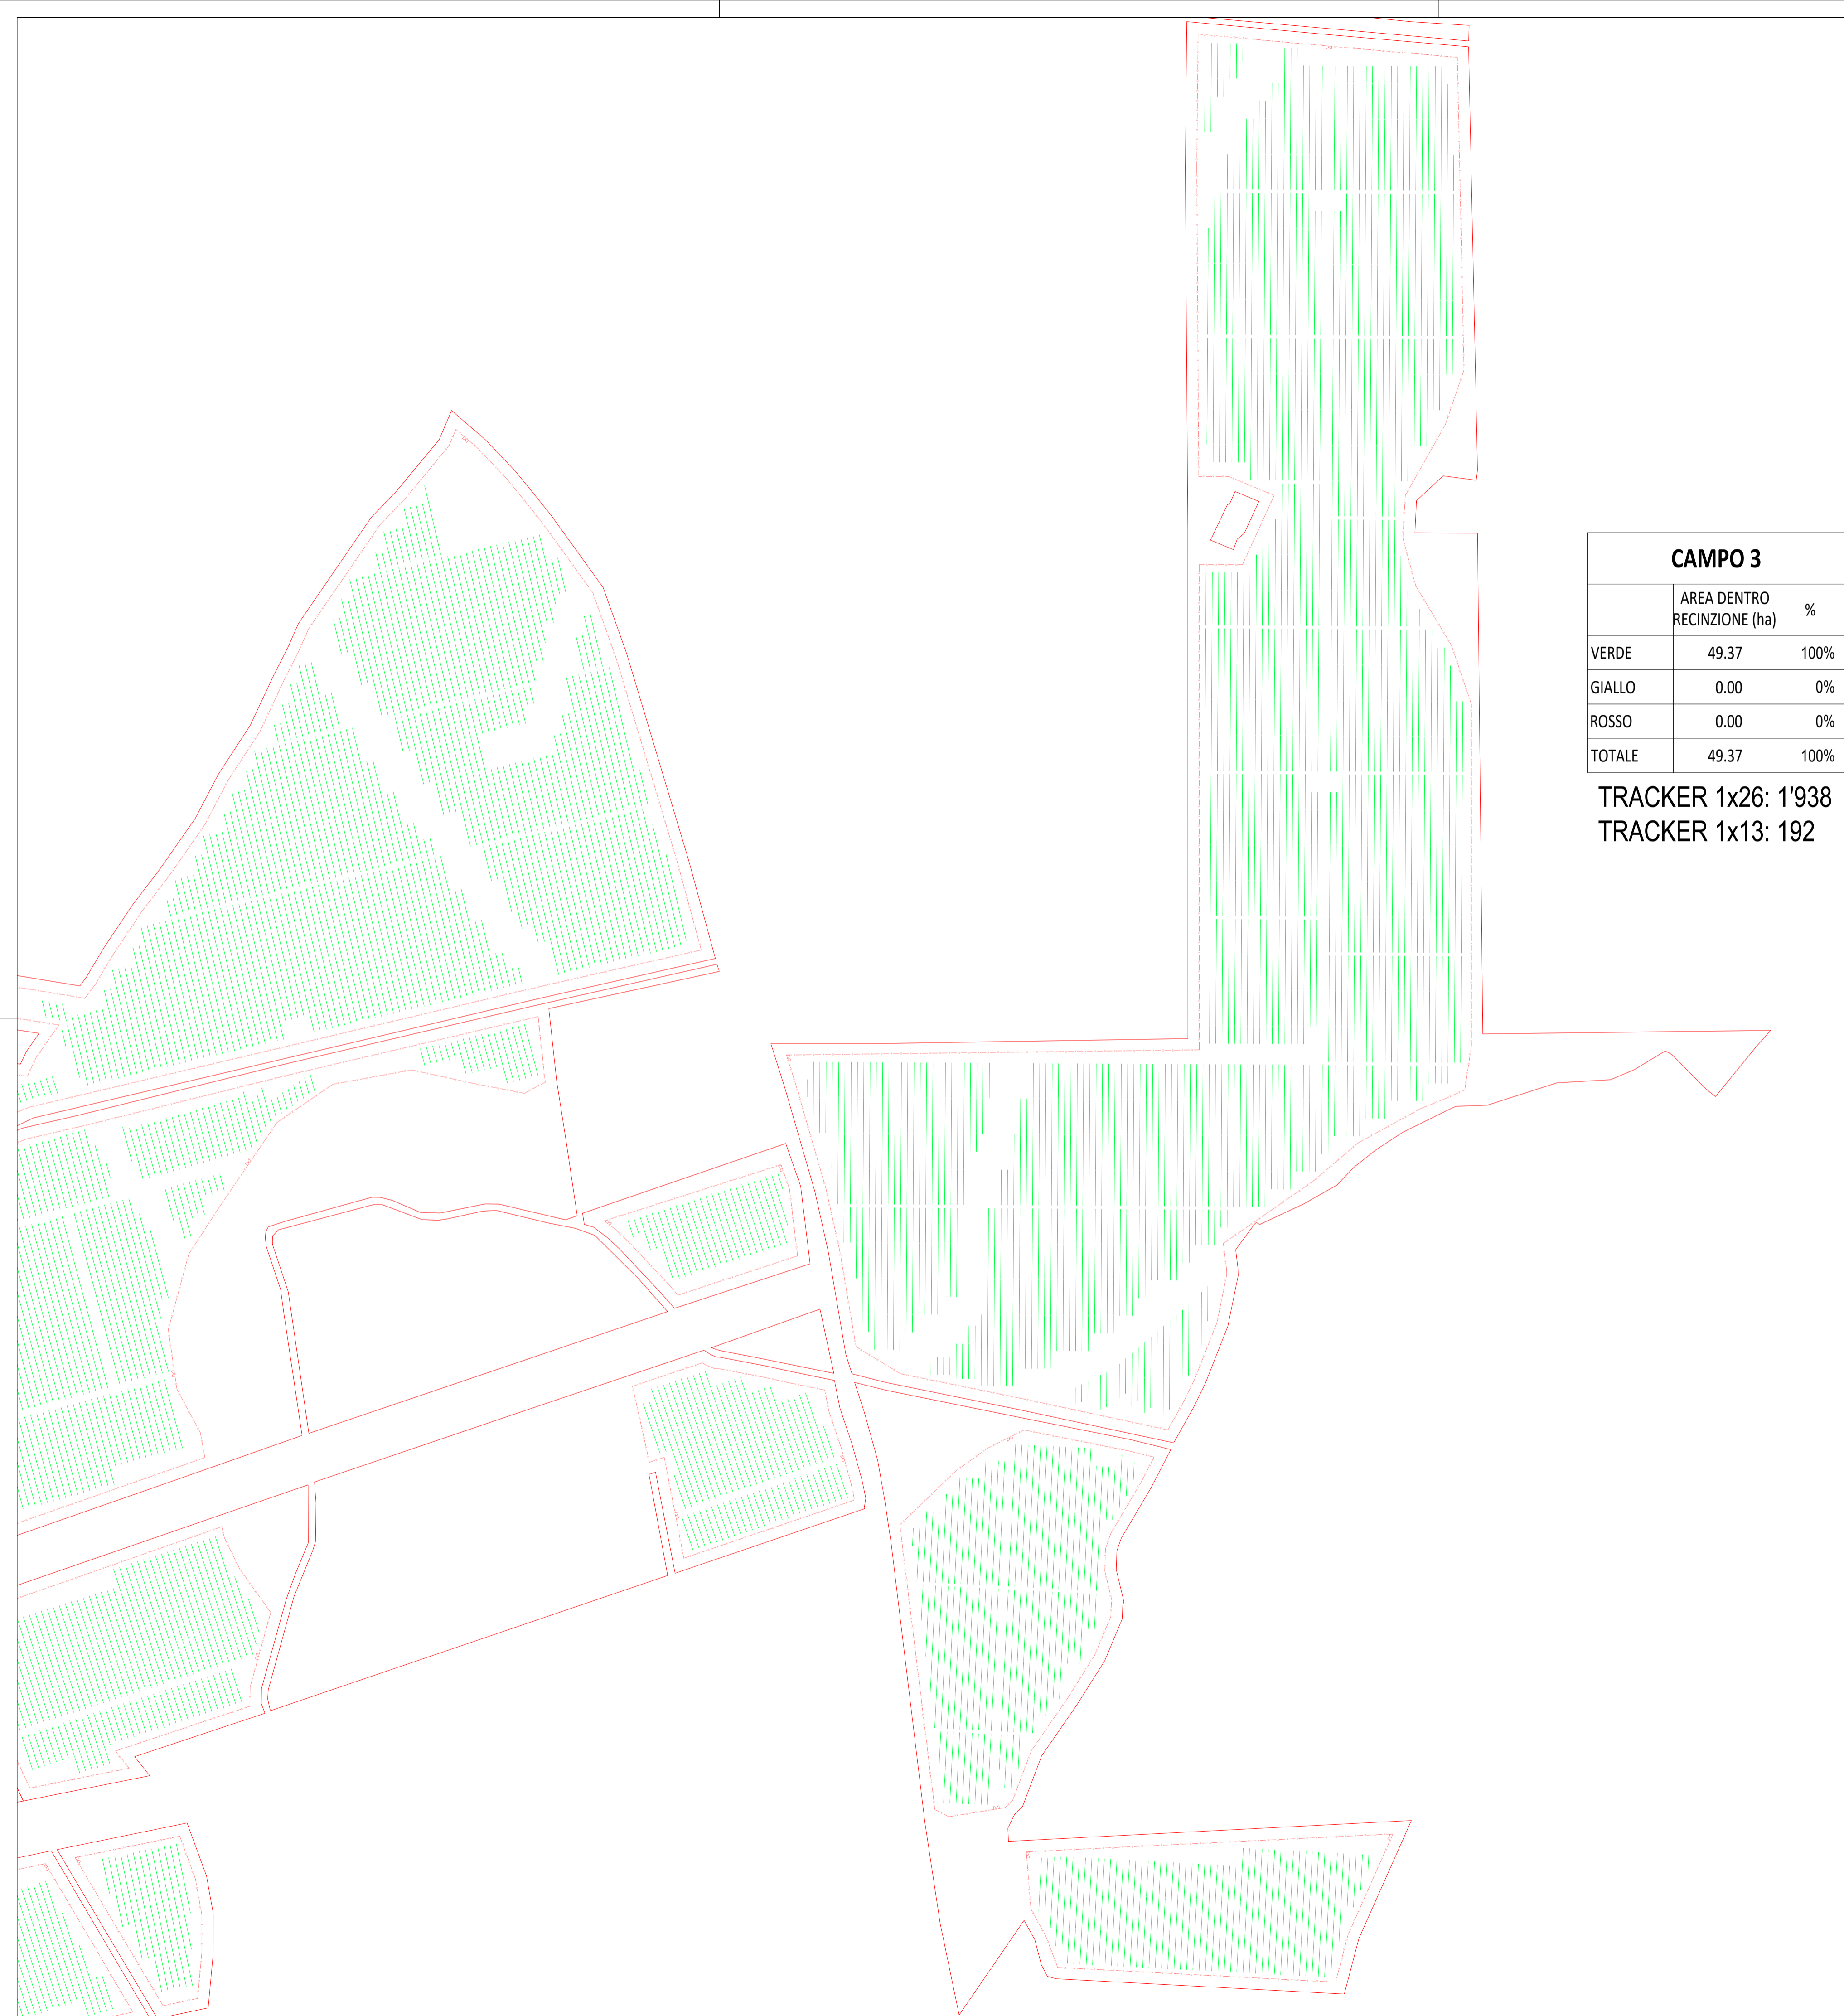 CAMPO 3
AREA DENTRO RECINZIONE (ha) %
VERDE 49.37 100%
GIALLO 0.00 0%
ROSSO 0.00 0%
TOTALE 49.37 100%
TRACKER 1x26: 1'938
TRACKER 1x13: 192